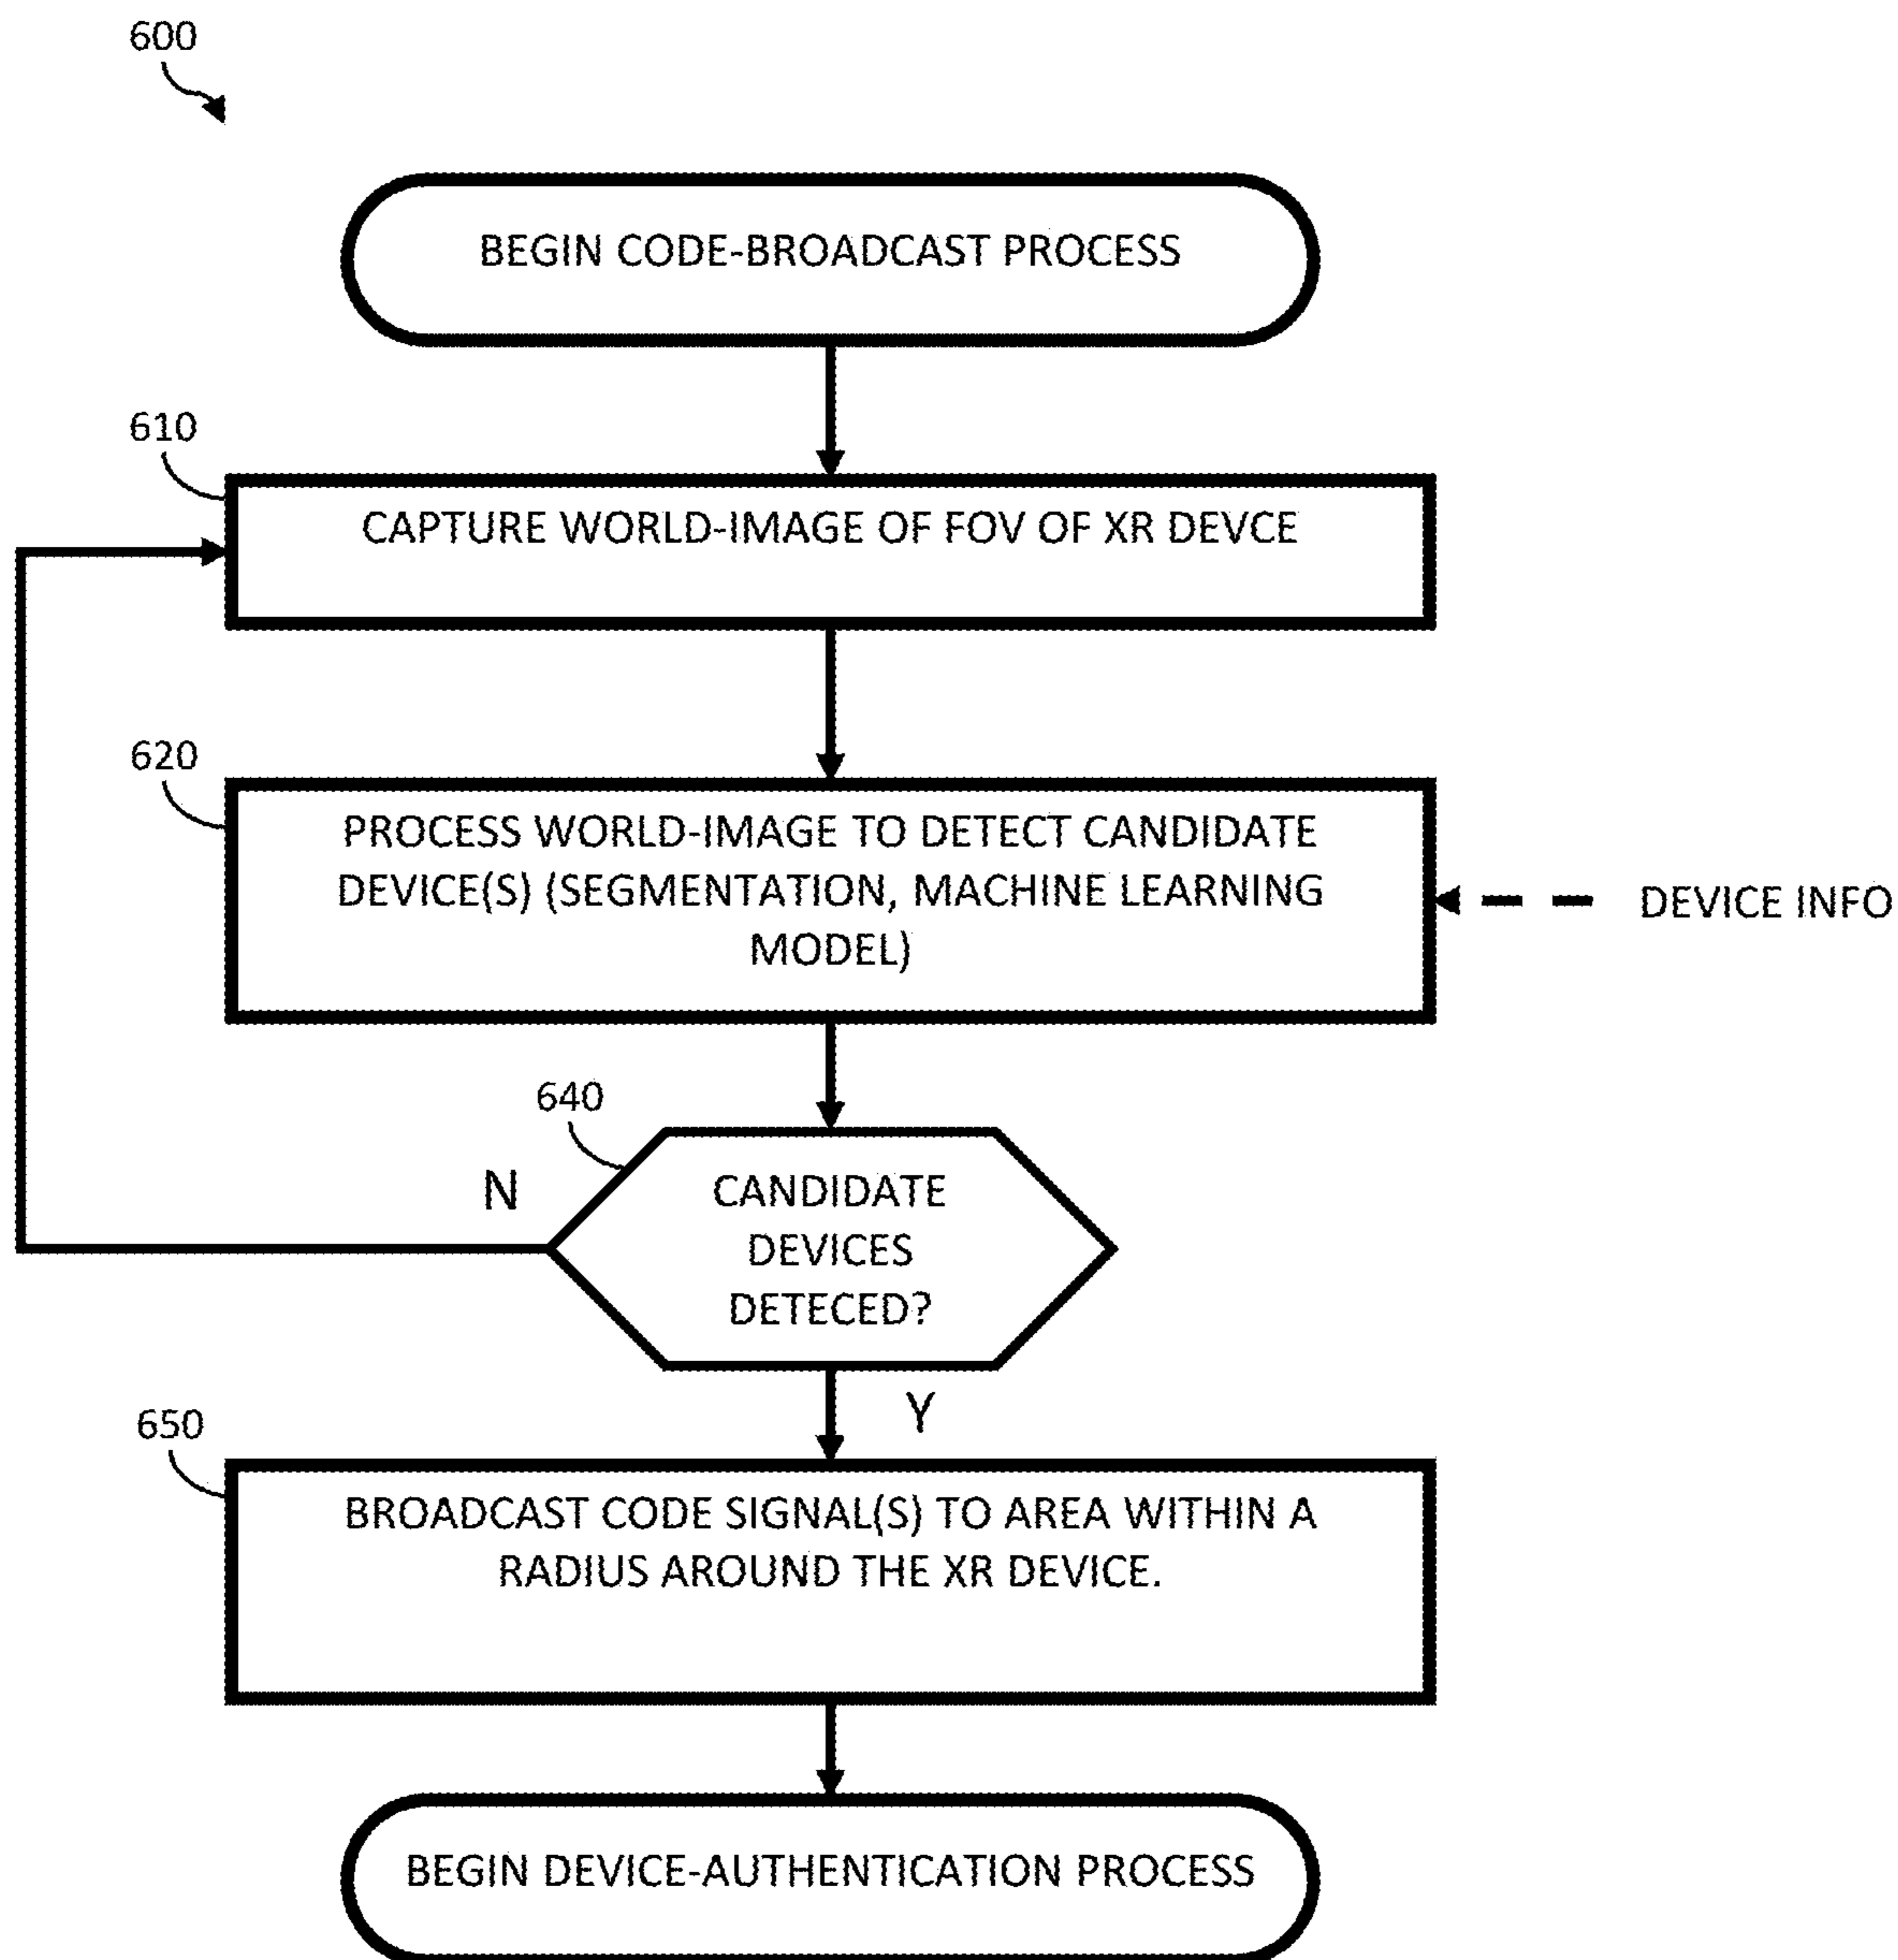 600
BEGIN CODE-BROADCAST PROCESS
610
CAPTURE WORLD-IMAGE OF FOV OF XR DEVCE
620
PROCESS WORLD-IMAGE TO DETECT CANDIDATE
DEVICE(S) (SEGMENTATION, MACHINE LEARNING
MODEL)
DEVICE INFO
640
N
CANDIDATE
DEVICES
DETECED?
Y
650
BROADCAST CODE SIGNAL(S) TO AREA WITHIN A
RADIUS AROUND THE XR DEVICE.
BEGIN DEVICE-AUTHENTICATION PROCESS